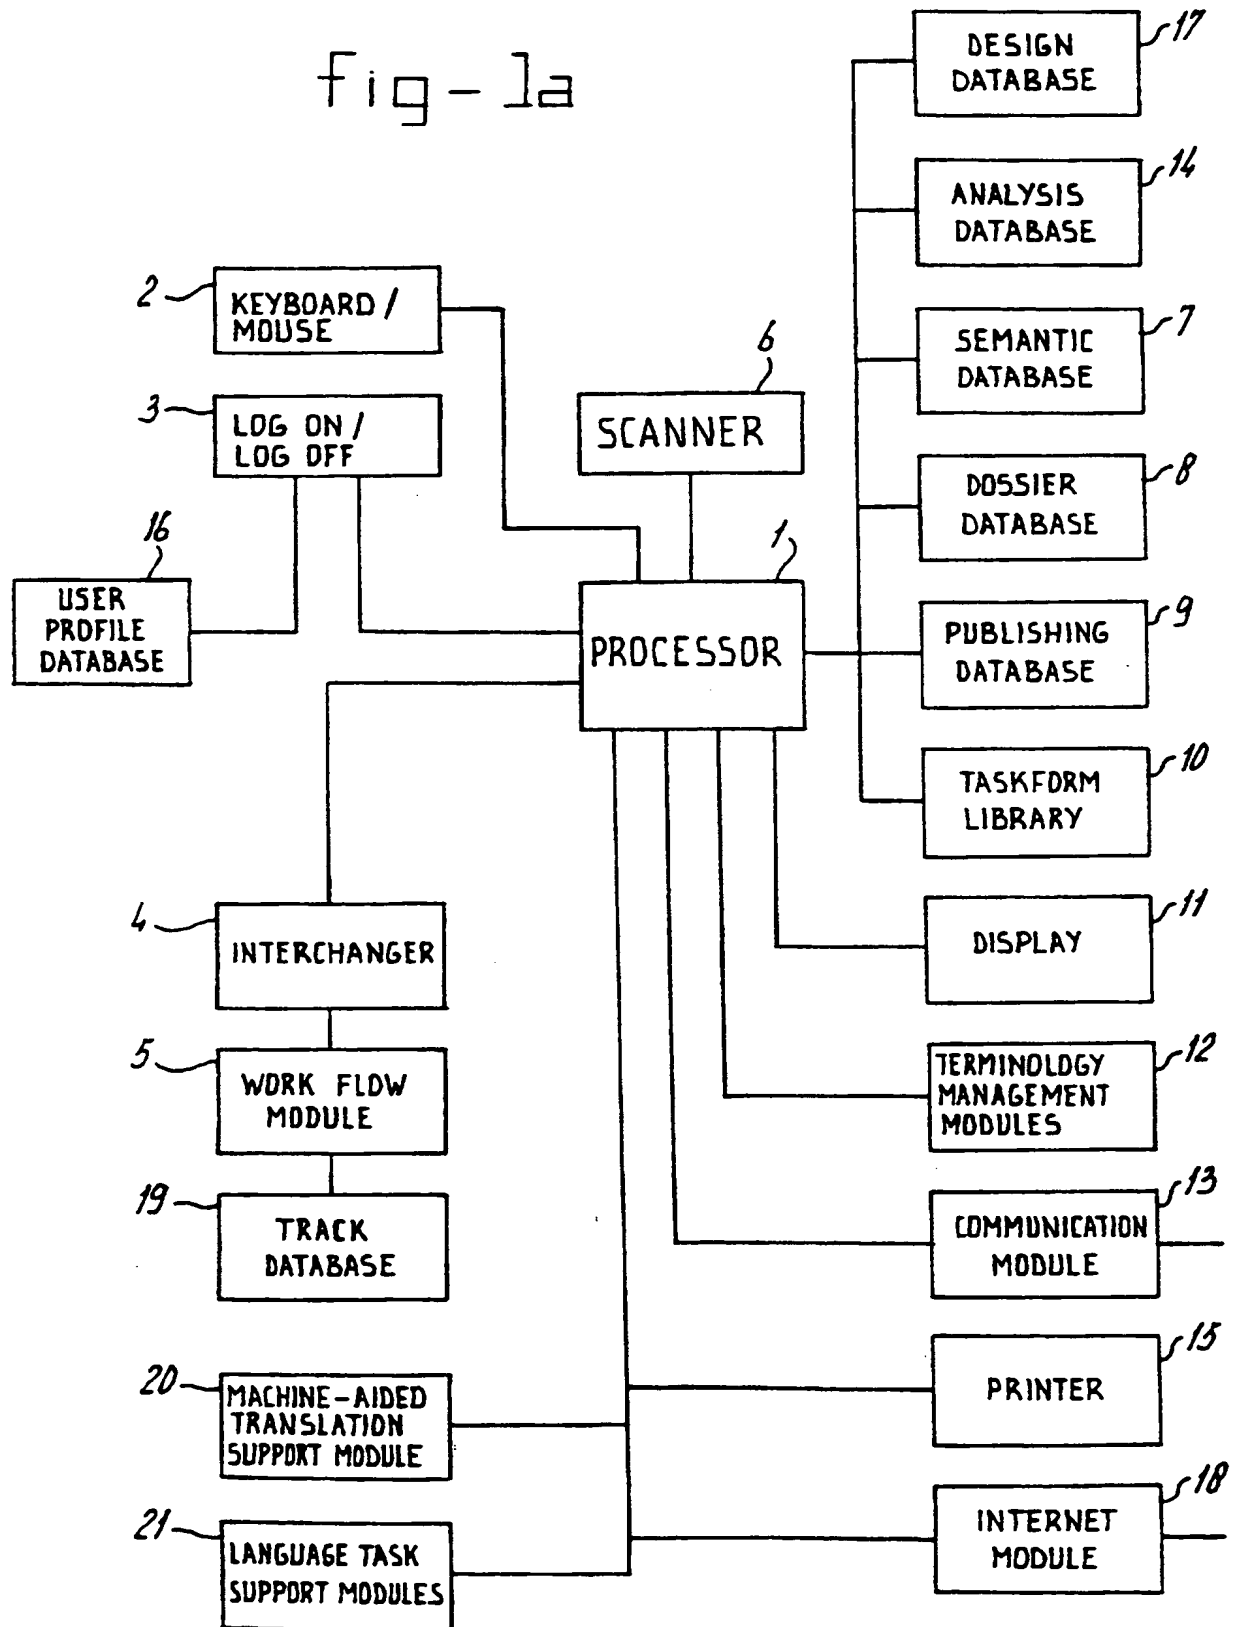 fig-1a
17
DESIGN
DATABASE
14
ANALYSIS
DATABASE
2
KEYBOARD /
MOUSE
7
SEMANTIC
DATABASE
6
SCANNER
3
LOG ON /
LOG OFF
8
DOSSIER
DATABASE
16
USER
PROFILE
DATABASE
1
PROCESSOR
9
PUBLISHING
DATABASE
10
TASKFORM
LIBRARY
4
INTERCHANGER
11
DISPLAY
5
WORK FLOW
MODULE
12
TERMINOLOGY
MANAGEMENT
MODULES
19
TRACK
DATABASE
13
COMMUNICATION
MODULE
20
MACHINE-AIDED
TRANSLATION
SUPPORT MODULE
15
PRINTER
21
LANGUAGE TASK
SUPPORT MODULES
18
INTERNET
MODULE